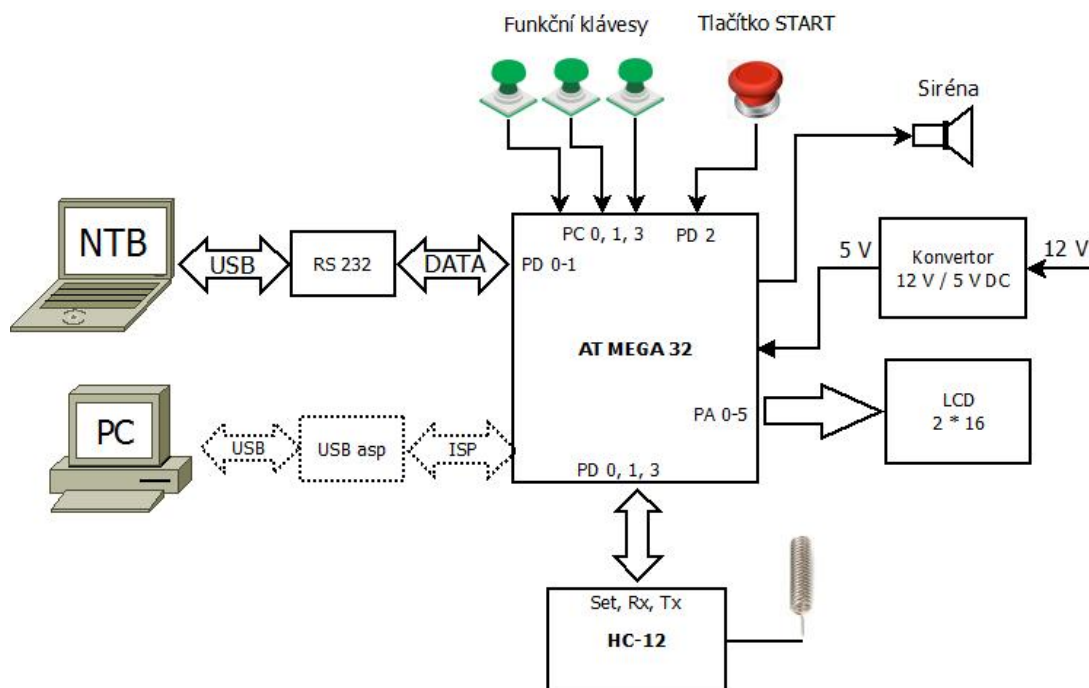 Funkční klávesy
Tlačítko START
Siréna
NTB
USB
RS 232
DATA
PD 0-1
PC 0, 1, 3
PD 2
5 V
Konvertor
12 V / 5 V DC
12 V
AT MEGA 32
PC
USB
USB asp
ISP
PA 0-5
LCD
2 * 16
PD 0, 1, 3
Set, Rx, Tx
HC-12